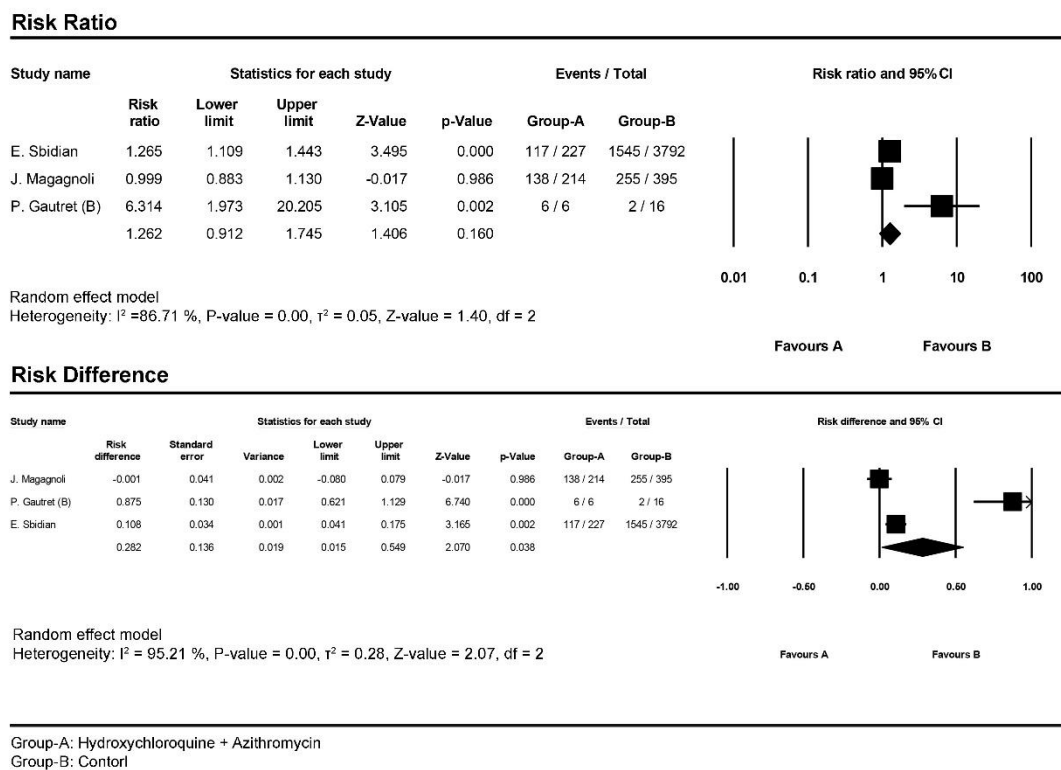 Risk Ratio
Study name Statistics for each study Events / Total Risk ratio and 95% CI
Risk ratio Lower limit Upper limit Z-Value p-Value Group-A Group-B
E. Sbidian 1.265 1.109 1.443 3.495 0.000 117 / 227 1545 / 3792
J. Magagnoli 0.999 0.883 1.130 -0.017 0.986 138 / 214 255 / 395
P. Gautret (B) 6.314 1.973 20.205 3.105 0.002 6 / 6 2 / 16
1.262 0.912 1.745 1.406 0.160
0.01 0.1 1 10 100
Random effect model
Heterogeneity: I² =86.71 %, P-value = 0.00, τ² = 0.05, Z-value = 1.40, df = 2
Favours A Favours B
Risk Difference
Study name Statistics for each study Events / Total Risk difference and 95% CI
Risk difference Standard error Variance Lower limit Upper limit Z-Value p-Value Group-A Group-B
J. Magagnoli -0.001 0.041 0.002 -0.080 0.079 -0.017 0.986 138 / 214 255 / 395
P. Gautret (B) 0.875 0.130 0.017 0.621 1.129 6.740 0.000 6 / 6 2 / 16
E. Sbidian 0.108 0.034 0.001 0.041 0.175 3.165 0.002 117 / 227 1545 / 3792
0.282 0.136 0.019 0.015 0.549 2.070 0.038
-1.00 -0.50 0.00 0.50 1.00
Random effect model
Heterogeneity: I² = 95.21 %, P-value = 0.00, τ² = 0.28, Z-value = 2.07, df = 2
Favours A Favours B
Group-A: Hydroxychloroquine + Azithromycin
Group-B: Contorl